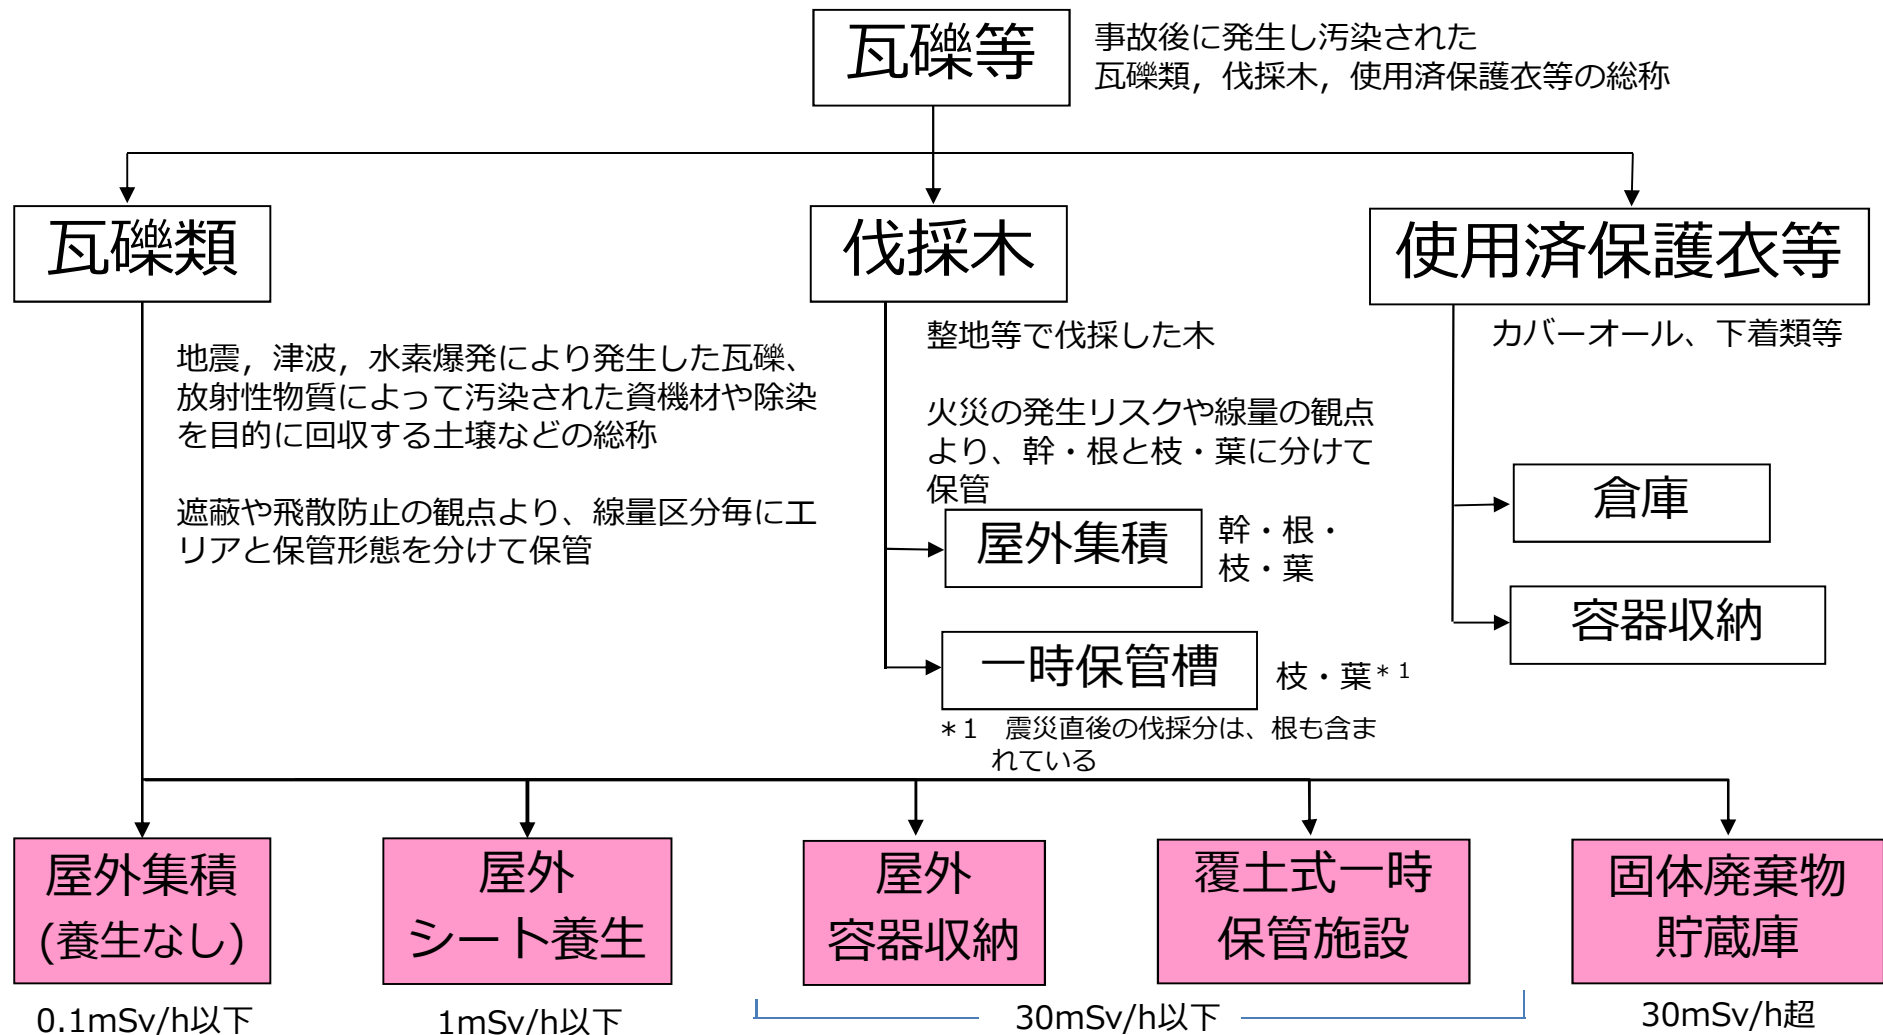 瓦礫等
事故後に発生し汚染された
瓦礫類，伐採木，使用済保護衣等の総称
瓦礫類
伐採木
使用済保護衣等
地震，津波，水素爆発により発生した瓦礫、
放射性物質によって汚染された資機材や除染
を目的に回収する土壌などの総称
遮蔽や飛散防止の観点より、線量区分毎にエ
リアと保管形態を分けて保管
整地等で伐採した木
火災の発生リスクや線量の観点
より、幹・根と枝・葉に分けて
保管
屋外集積
幹・根・
枝・葉
一時保管槽
枝・葉＊1
＊1　震災直後の伐採分は、根も含ま
れている
カバーオール、下着類等
倉庫
容器収納
屋外集積
(養生なし)
0.1mSv/h以下
屋外
シート養生
1mSv/h以下
屋外
容器収納
覆土式一時
保管施設
30mSv/h以下
固体廃棄物
貯蔵庫
30mSv/h超